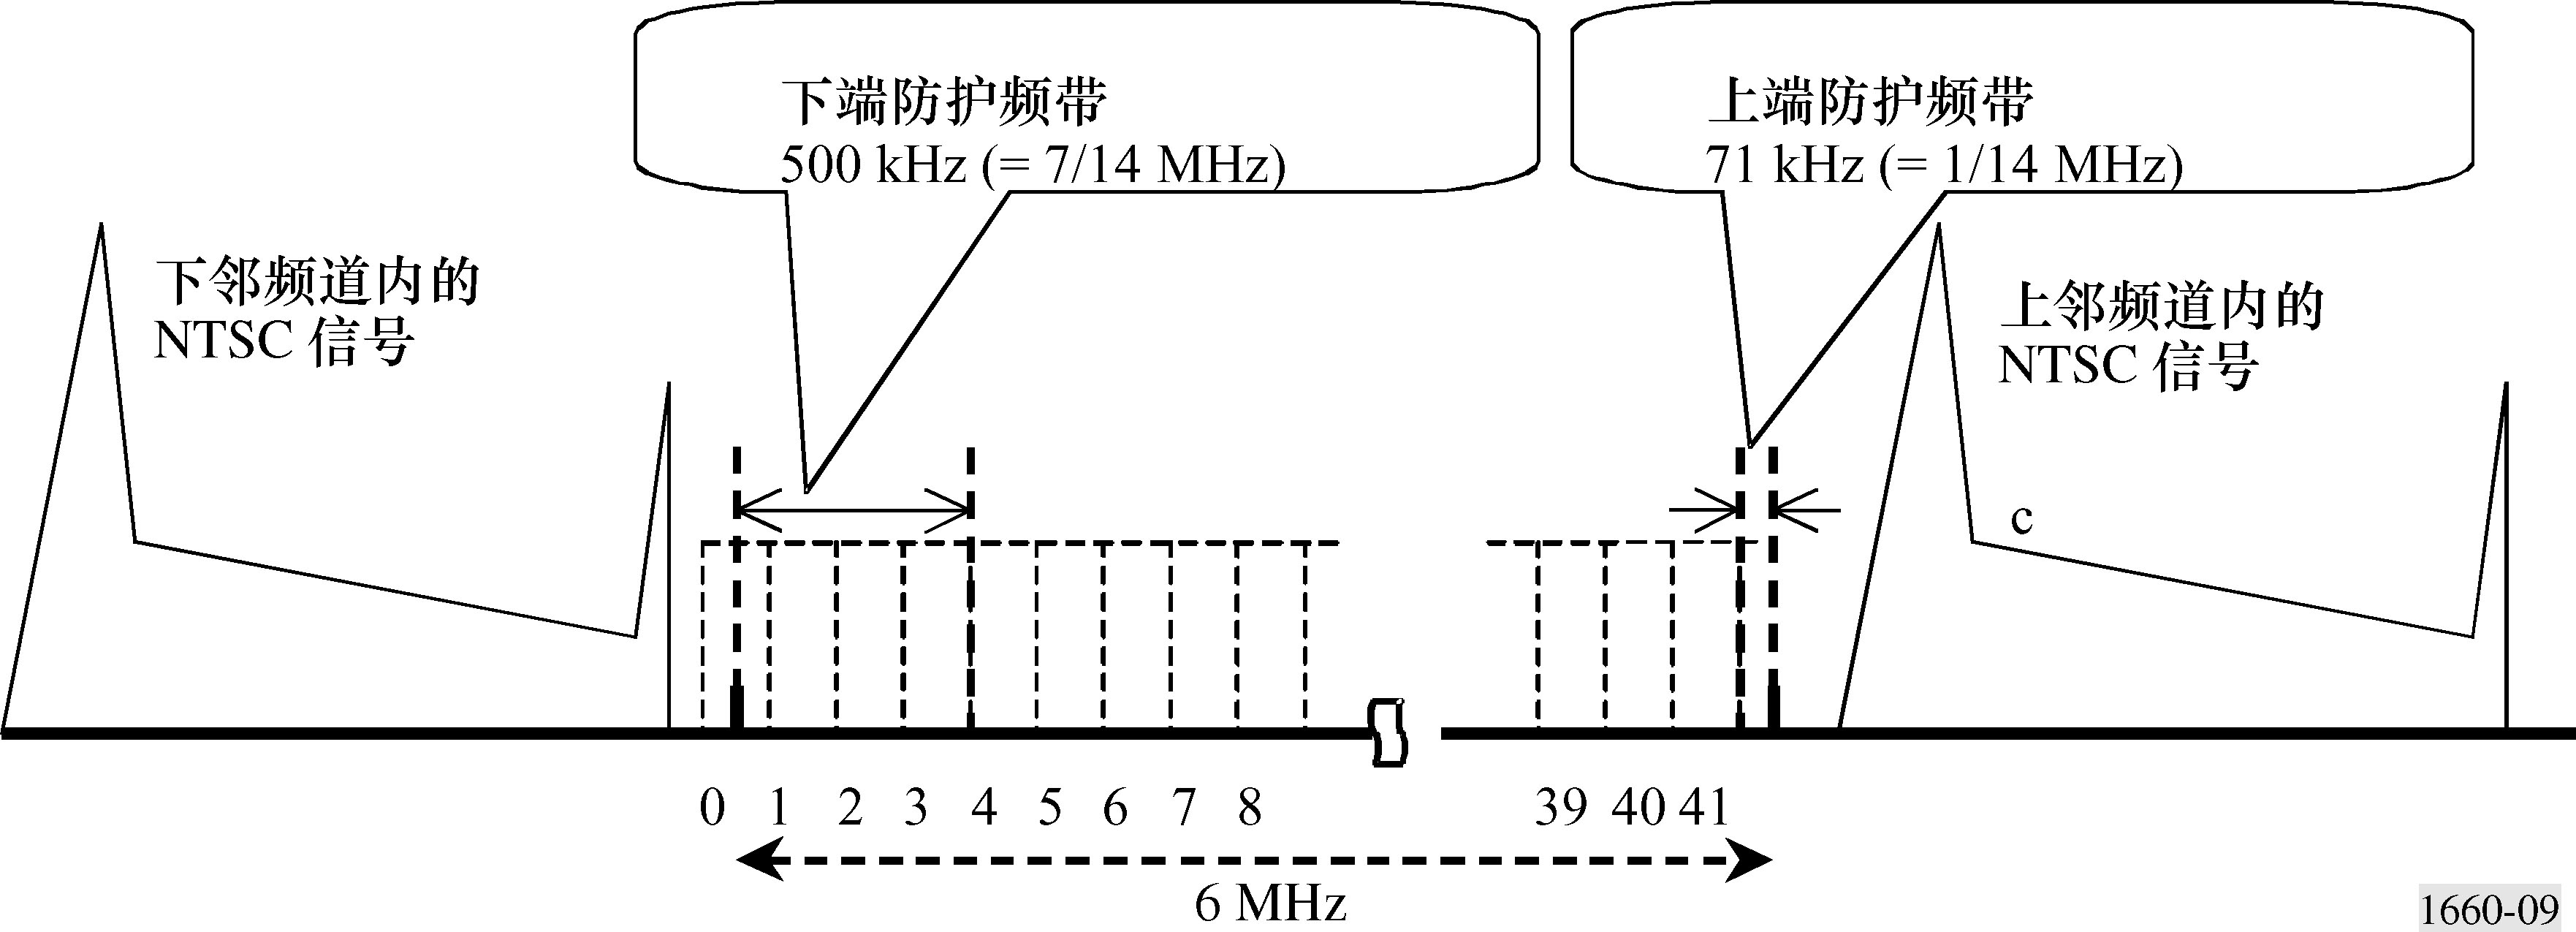 下端防护频带
500 kHz (= 7/14 MHz)
上端防护频带
71 kHz (= 1/14 MHz)
下邻频道内的
NTSC 信号
上邻频道内的
NTSC 信号
c
0 1 2 3 4 5 6 7 8 39 40 41
6 MHz
1660-09